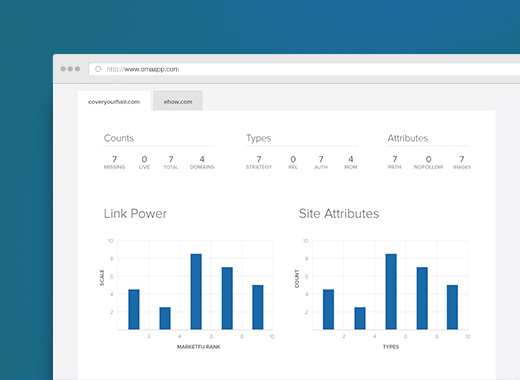 http://www.omaapp.com
coveryourhair.com ehow.com
Counts Types Attributes
7 0 7 4 7 0 7 4 7 0 7
MISSING LIVE TOTAL DOMAINS STRATEGY REL AUTH MOM PATH NOFOLLOW IMAGES
Link Power Site Attributes
10 10
8 8
6 6
4 4
2 2
SCALE COUNT
2 4 6 8 10 2 4 6 8 10
MARKETFU RANK TYPES